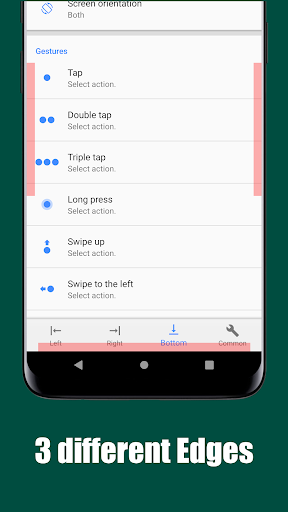 Screen orientation
Both
Gestures
Tap
Select action.
Double tap
Select action.
Triple tap
Select action.
Long press
Select action.
Swipe up
Select action.
Swipe to the left
Select action.
Left
Right
Bottom
Common
3 different Edges